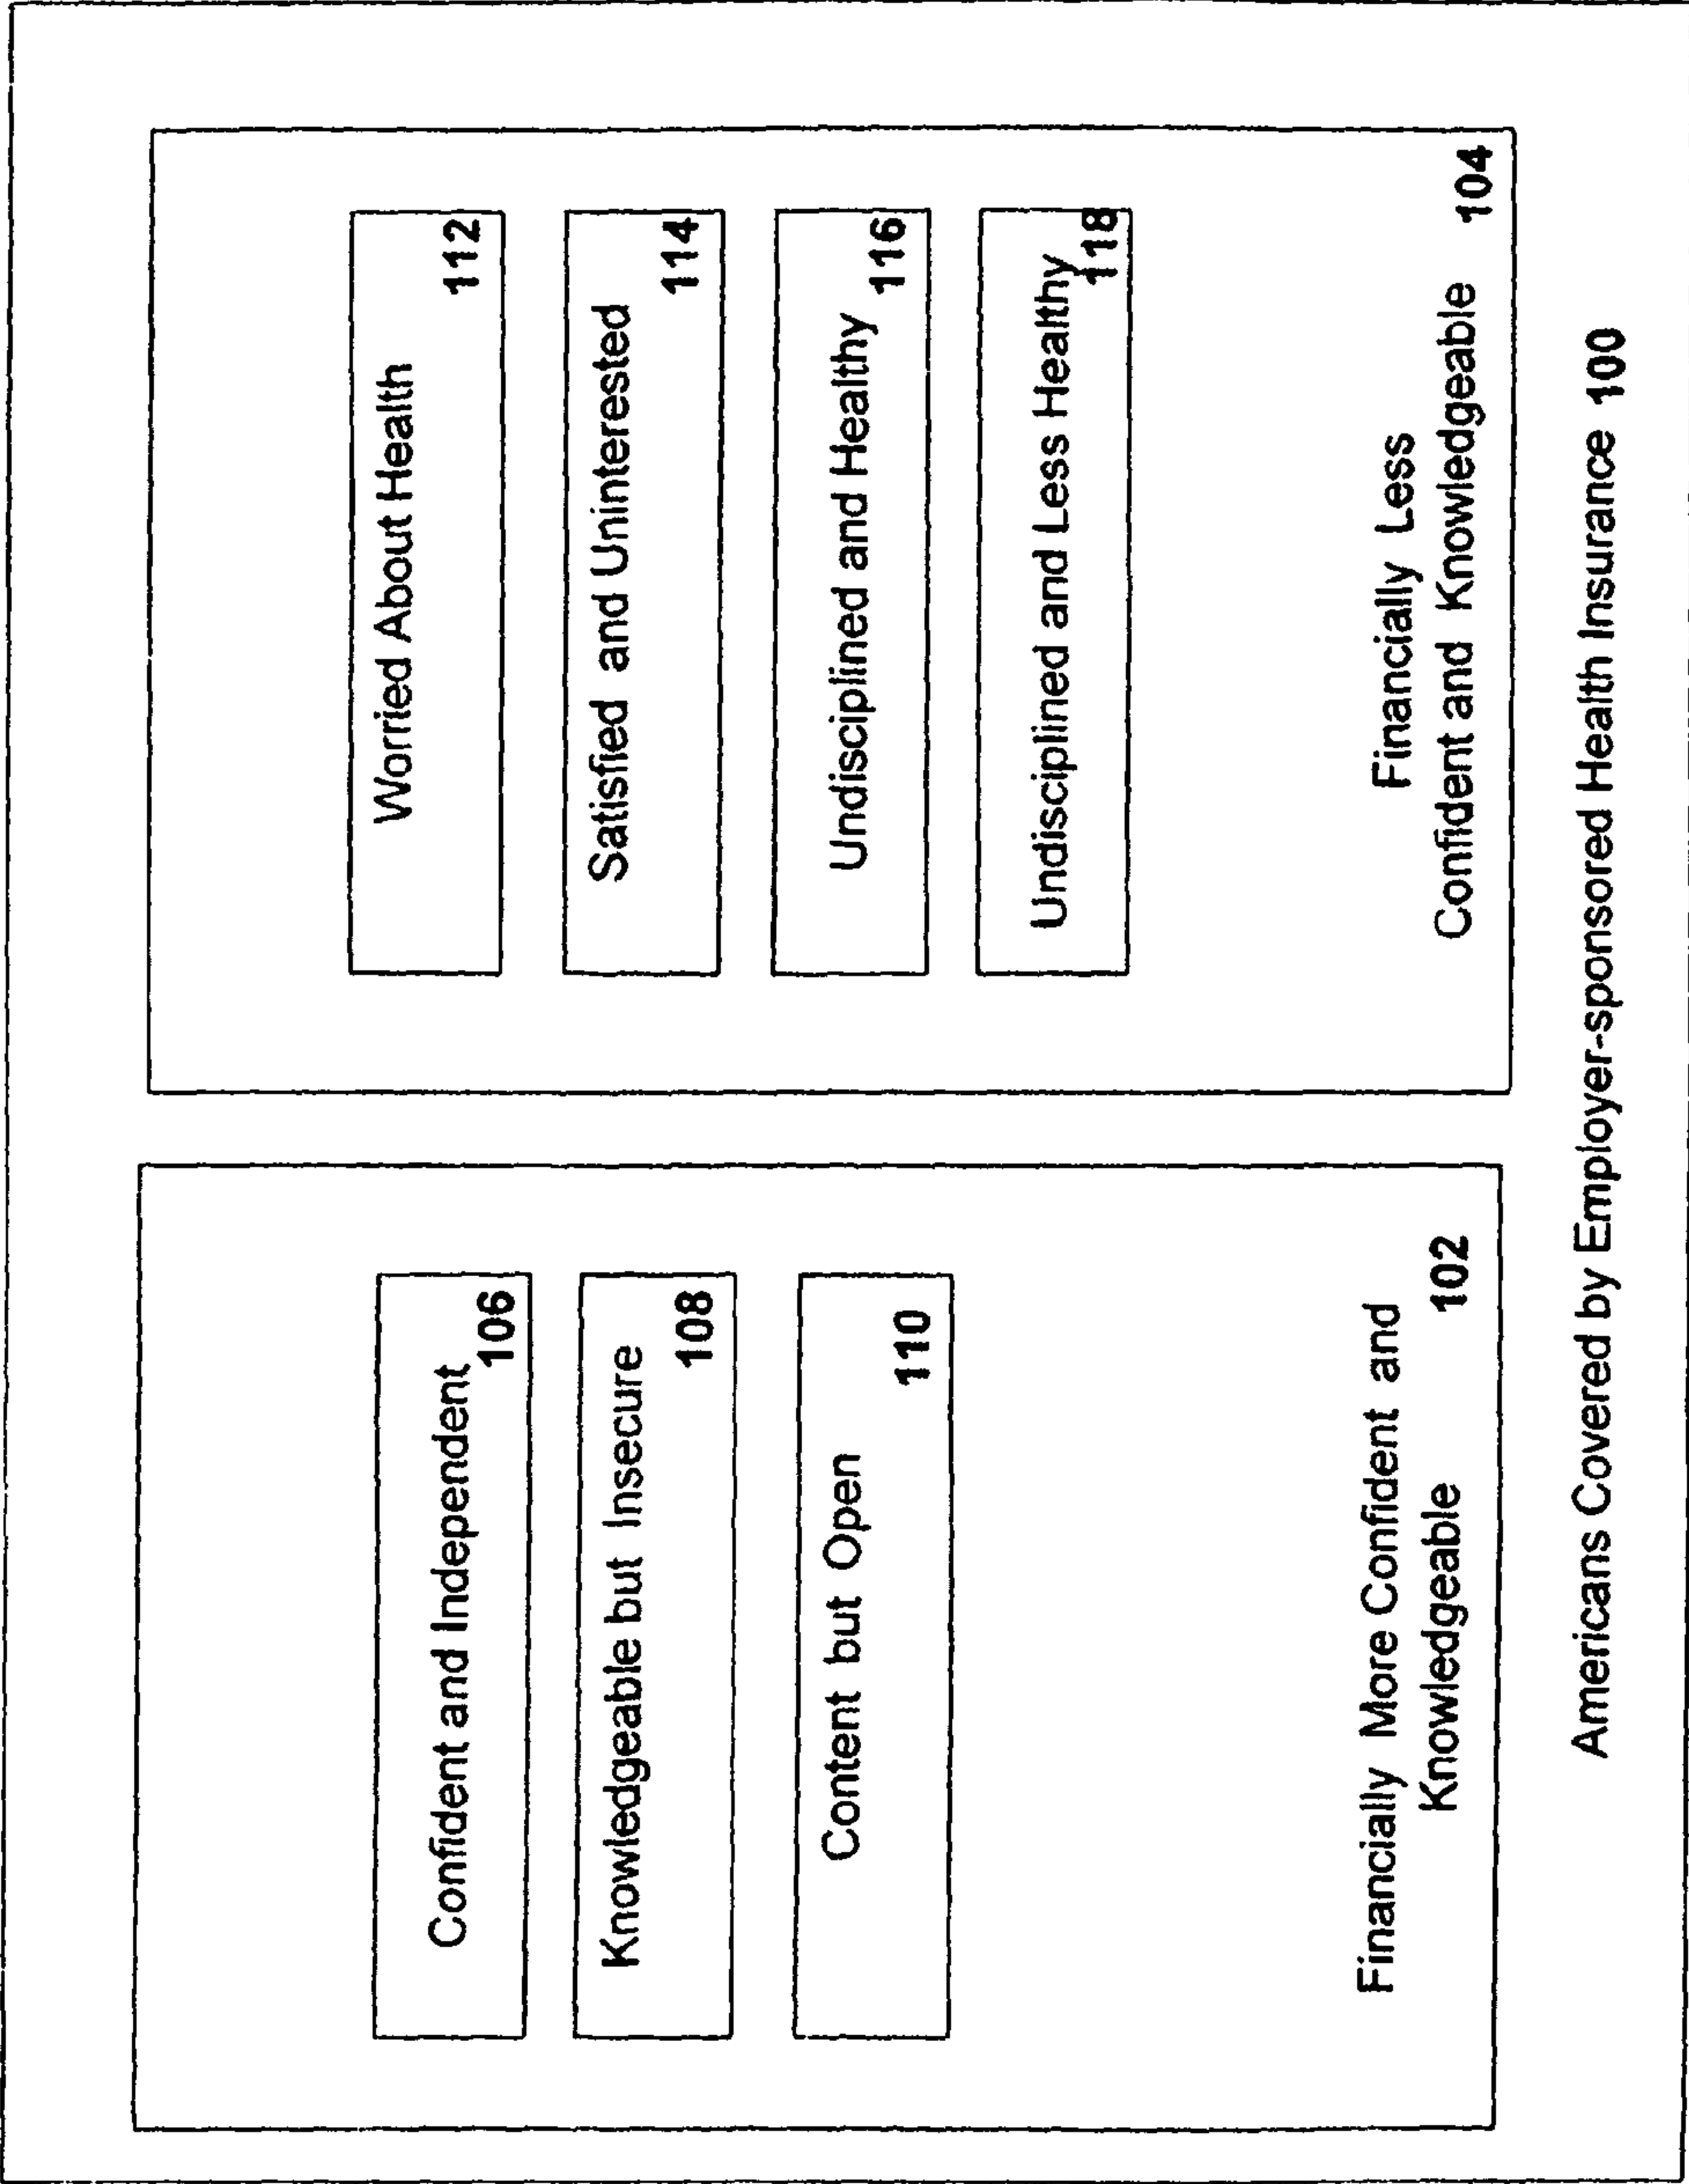 Confident and Independent
106
Knowledgeable but Insecure
108
Content but Open
110
Financially More Confident and
Knowledgeable 102
Worried About Health
112
Satisfied and Uninterested
114
Undisciplined and Healthy
116
Undisciplined and Less Healthy
118
Financially Less
Confident and Knowledgeable 104
Americans Covered by Employer-sponsored Health Insurance 100